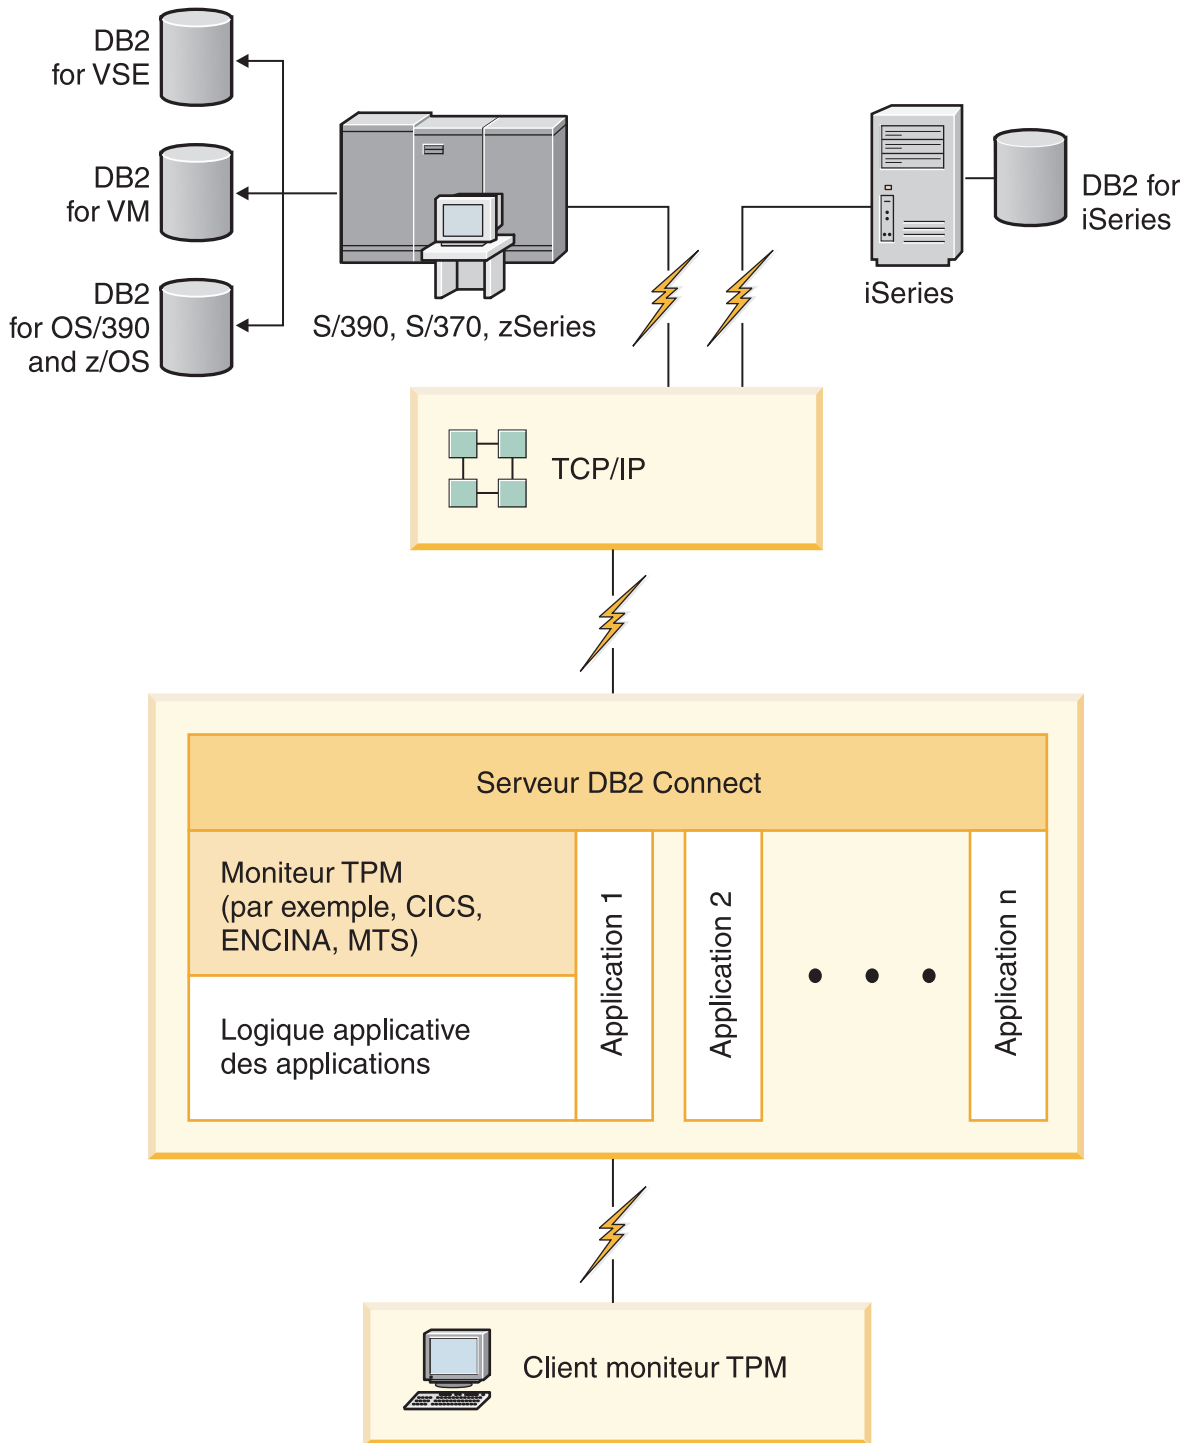 DB2
for VSE
DB2
for VM
DB2
for OS/390
and z/OS
S/390, S/370, zSeries
DB2 for
iSeries
iSeries
TCP/IP
Serveur DB2 Connect
Moniteur TPM
(par exemple, CICS,
ENCINA, MTS)
Logique applicative
des applications
Application 1
Application 2
Application n
Client moniteur TPM